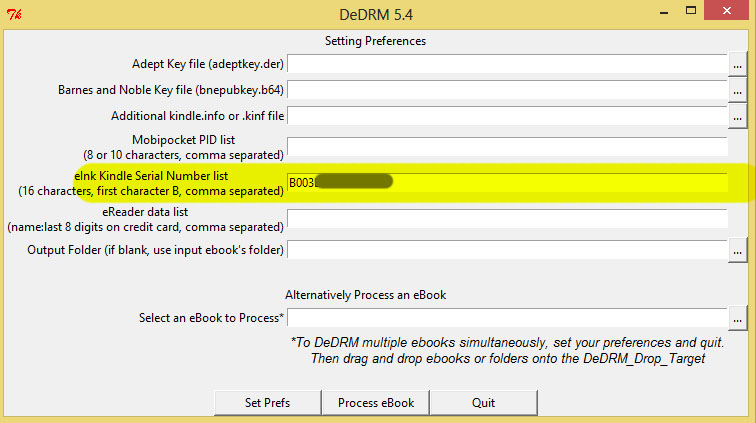 DeDRM 5.4
Setting Preferences
Adept Key file (adeptkey.der)
...
Barnes and Noble Key file (bnepubkey.b64)
...
Additional kindle.info or .kinf file
...
Mobipocket PID list
(8 or 10 characters, comma separated)
eInk Kindle Serial Number list
(16 characters, first character B, comma separated)
B003
eReader data list
(name:last 8 digits on credit card, comma separated)
Output Folder (if blank, use input ebook's folder)
...
Alternatively Process an eBook
Select an eBook to Process*
...
*To DeDRM multiple ebooks simultaneously, set your preferences and quit.
Then drag and drop ebooks or folders onto the DeDRM_Drop_Target
Set Prefs
Process eBook
Quit